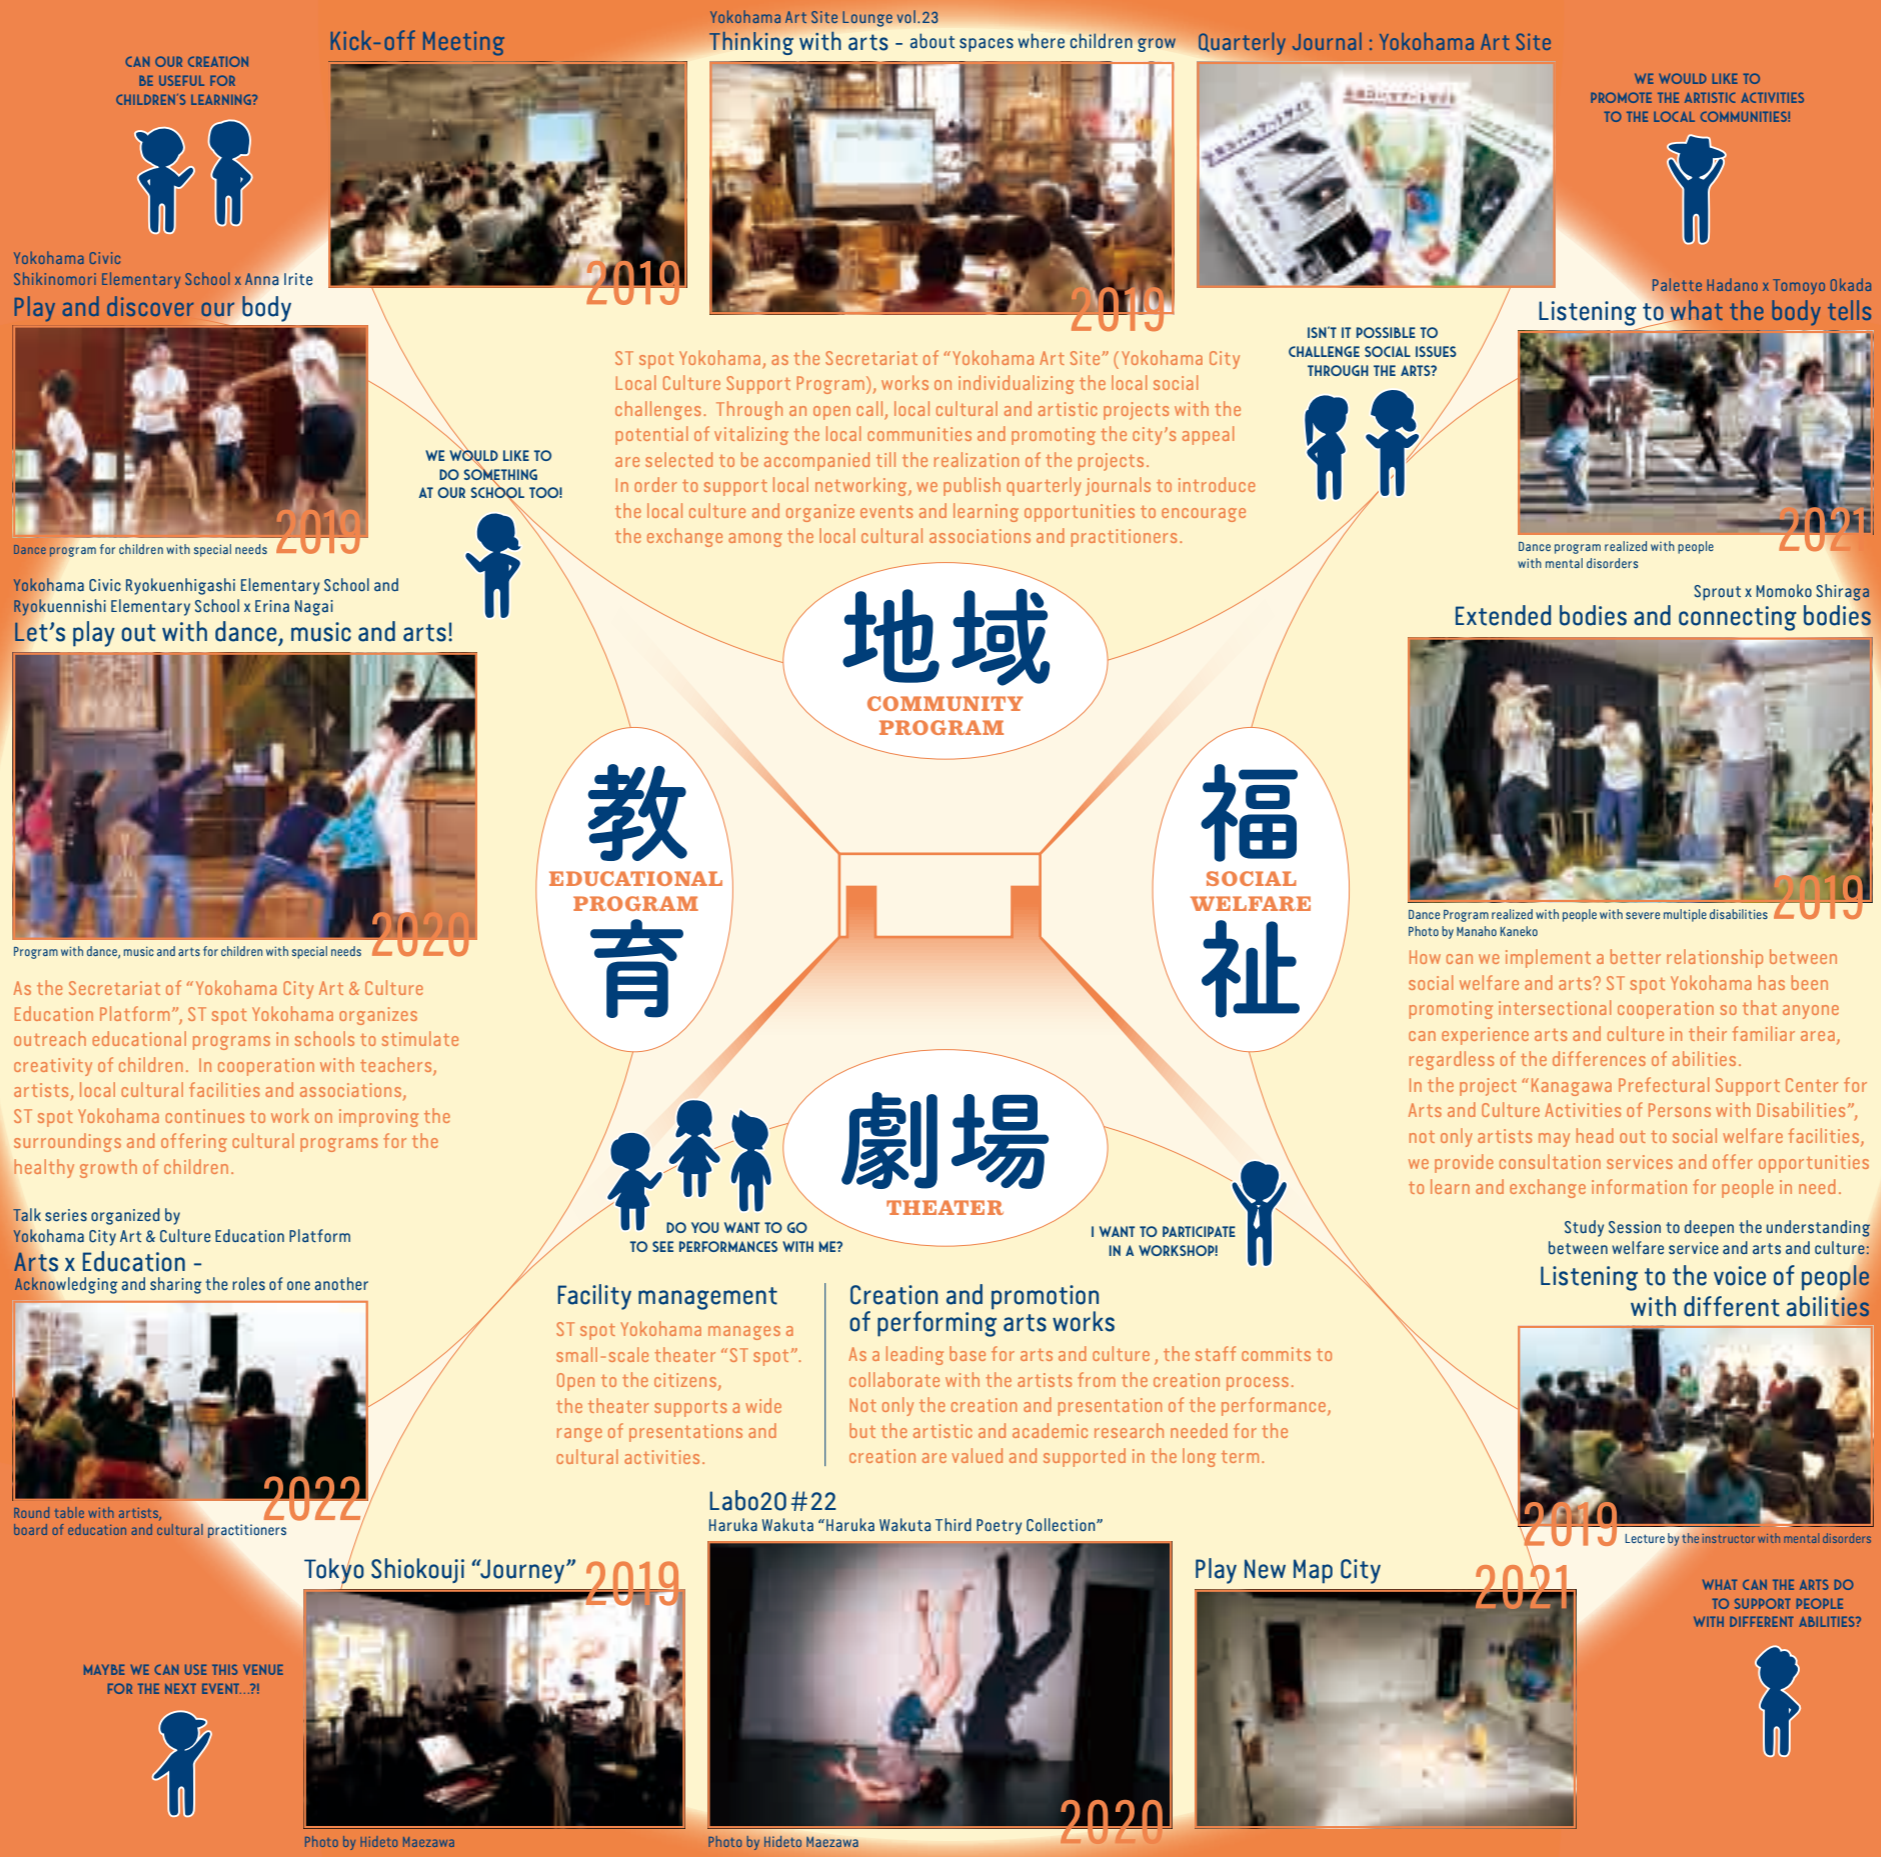 CAN OUR CREATION
BE USEFUL FOR
CHILDREN'S LEARNING?
Kick-off Meeting
2019
Yokohama Art Site Lounge vol.23
Thinking with arts - about spaces where children grow
2019
Quarterly Journal : Yokohama Art Site
WE WOULD LIKE TO
PROMOTE THE ARTISTIC ACTIVITIES
TO THE LOCAL COMMUNITIES!
Yokohama Civic
Shikinomori Elementary School x Anna Irite
Play and discover our body
2019
Dance program for children with special needs
WE WOULD LIKE TO
DO SOMETHING
AT OUR SCHOOL TOO!
ST spot Yokohama, as the Secretariat of “Yokohama Art Site” (Yokohama City
Local Culture Support Program), works on individualizing the local social
challenges. Through an open call, local cultural and artistic projects with the
potential of vitalizing the local communities and promoting the city’s appeal
are selected to be accompanied till the realization of the projects.
In order to support local networking, we publish quarterly journals to introduce
the local culture and organize events and learning opportunities to encourage
the exchange among the local cultural associations and practitioners.
ISN'T IT POSSIBLE TO
CHALLENGE SOCIAL ISSUES
THROUGH THE ARTS?
Palette Hadano x Tomoyo Okada
Listening to what the body tells
2021
Dance program realized with people
with mental disorders
Yokohama Civic Ryokuenhigashi Elementary School and
Ryokuennishi Elementary School x Erina Nagai
Let’s play out with dance, music and arts!
2020
Program with dance, music and arts for children with special needs
As the Secretariat of “Yokohama City Art & Culture
Education Platform”, ST spot Yokohama organizes
outreach educational programs in schools to stimulate
creativity of children. In cooperation with teachers,
artists, local cultural facilities and associations,
ST spot Yokohama continues to work on improving the
surroundings and offering cultural programs for the
healthy growth of children.
地域
COMMUNITY
PROGRAM
教
EDUCATIONAL
PROGRAM
育
福
SOCIAL
WELFARE
祉
劇場
THEATER
Sprout x Momoko Shiraga
Extended bodies and connecting bodies
2019
Dance Program realized with people with severe multiple disabilities
Photo by Manaho Kaneko
How can we implement a better relationship between
social welfare and arts? ST spot Yokohama has been
promoting intersectional cooperation so that anyone
can experience arts and culture in their familiar area,
regardless of the differences of abilities.
In the project “Kanagawa Prefectural Support Center for
Arts and Culture Activities of Persons with Disabilities”,
not only artists may head out to social welfare facilities,
we provide consultation services and offer opportunities
to learn and exchange information for people in need.
DO YOU WANT TO GO
TO SEE PERFORMANCES WITH ME?
I WANT TO PARTICIPATE
IN A WORKSHOP!
Talk series organized by
Yokohama City Art & Culture Education Platform
Arts x Education -
Acknowledging and sharing the roles of one another
2022
Round table with artists,
board of education and cultural practitioners
Facility management
ST spot Yokohama manages a
small-scale theater “ST spot”.
Open to the citizens,
the theater supports a wide
range of presentations and
cultural activities.
Creation and promotion
of performing arts works
As a leading base for arts and culture , the staff commits to
collaborate with the artists from the creation process.
Not only the creation and presentation of the performance,
but the artistic and academic research needed for the
creation are valued and supported in the long term.
Study Session to deepen the understanding
between welfare service and arts and culture:
Listening to the voice of people
with different abilities
2019
Lecture by the instructor with mental disorders
MAYBE WE CAN USE THIS VENUE
FOR THE NEXT EVENT...?!
Tokyo Shiokouji “Journey”
2019
Photo by Hideto Maezawa
Labo20#22
Haruka Wakuta “Haruka Wakuta Third Poetry Collection”
2020
Photo by Hideto Maezawa
Play New Map City
2021
WHAT CAN THE ARTS DO
TO SUPPORT PEOPLE
WITH DIFFERENT ABILITIES?